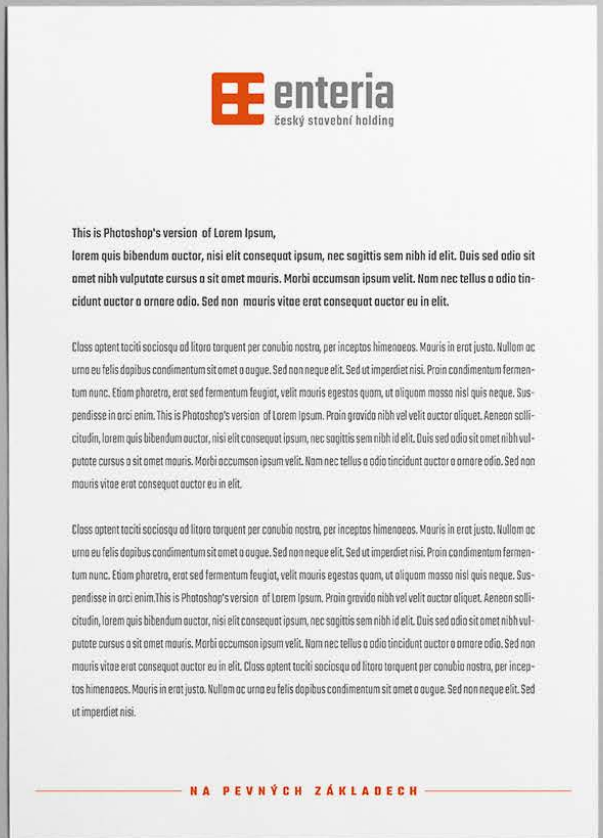 enteria
český stavební holding
This is Photoshop's version of Lorem Ipsum,
lorem quis bibendum auctor, nisi elit consequat ipsum, nec sagittis sem nibh id elit. Duis sed odio sit
amet nibh vulputate cursus a sit amet mauris. Morbi accumsan ipsum velit. Nam nec tellus a odio tin-
cidunt auctor a ornare odio. Sed non mauris vitae erat consequat auctor eu in elit.
Class aptent taciti sociosqu ad litora torquent per conubia nostra, per inceptos himenaeos. Mauris in erat justo. Nullam ac
urna eu felis dapibus condimentum sit amet a augue. Sed non neque elit. Sed ut imperdiet nisi. Proin condimentum fermen-
tum nunc. Etiam pharetra, erat sed fermentum feugiat, velit mauris egestas quam, ut aliquam massa nisl quis neque. Sus-
pendisse in orci enim. This is Photoshop's version of Lorem Ipsum. Proin gravida nibh vel velit auctor aliquet. Aenean solli-
citudin, lorem quis bibendum auctor, nisi elit consequat ipsum, nec sagittis sem nibh id elit. Duis sed odio sit amet nibh vul-
putate cursus a sit amet mauris. Morbi accumsan ipsum velit. Nam nec tellus a odio tincidunt auctor a ornare odio. Sed non
mauris vitae erat consequat auctor eu in elit.
Class aptent taciti sociosqu ad litora torquent per conubia nostra, per inceptos himenaeos. Mauris in erat justo. Nullam ac
urna eu felis dapibus condimentum sit amet a augue. Sed non neque elit. Sed ut imperdiet nisi. Proin condimentum fermen-
tum nunc. Etiam pharetra, erat sed fermentum feugiat, velit mauris egestas quam, ut aliquam massa nisl quis neque. Sus-
pendisse in orci enim.This is Photoshop's version of Lorem Ipsum. Proin gravida nibh vel velit auctor aliquet. Aenean solli-
citudin, lorem quis bibendum auctor, nisi elit consequat ipsum, nec sagittis sem nibh id elit. Duis sed odio sit amet nibh vul-
putate cursus a sit amet mauris. Morbi accumsan ipsum velit. Nam nec tellus a odio tincidunt auctor a ornare odio. Sed non
mauris vitae erat consequat auctor eu in elit. Class aptent taciti sociosqu ad litora torquent per conubia nostra, per incep-
tos himenaeos. Mauris in erat justo. Nullam ac urna eu felis dapibus condimentum sit amet a augue. Sed non neque elit. Sed
ut imperdiet nisi.
NA PEVNÝCH ZÁKLADECH